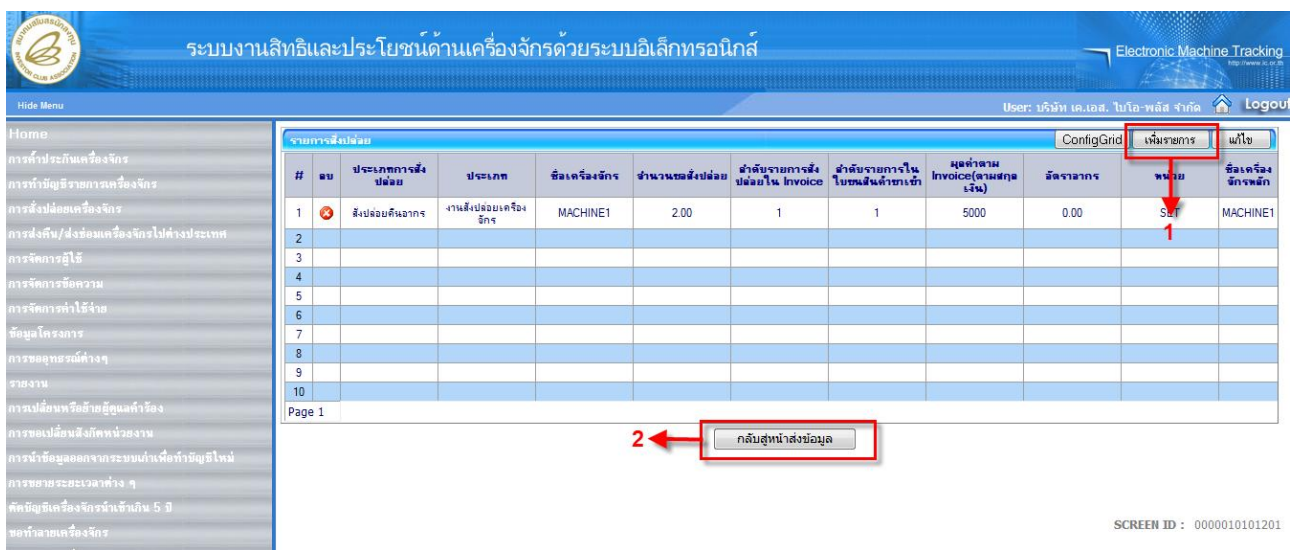 ระบบงานสิทธิและประโยชน์ด้านเครื่องจักรด้วยระบบอิเล็กทรอนิกส์
Electronic Machine Tracking
http://www.ic.or.th
Hide Menu
User: บริษัท เค.เอส. ไบโอ-พลัส จำกัด Logout
Home
การค้ำประกันเครื่องจักร
การทำบัญชีรายการเครื่องจักร
การสั่งปล่อยเครื่องจักร
การส่งคืน/ส่งซ่อมเครื่องจักรไปต่างประเทศ
การจัดการผู้ใช้
การจัดการข้อความ
การจัดการค่าใช้จ่าย
ข้อมูลโครงการ
การขออุทธรณ์ต่างๆ
รายงาน
การเปลี่ยนหรือย้ายผู้ดูแลคำร้อง
การขอเปลี่ยนสังกัดหน่วยงาน
การนำข้อมูลออกจากระบบเก่าเพื่อทำบัญชีใหม่
การขยายระยะเวลาต่าง ๆ
ตัดบัญชีเครื่องจักรนำเข้าเกิน 5 ปี
ขอทำลายเครื่องจักร
รายการสั่งปล่อย ConfigGrid เพิ่มรายการ แก้ไข
# ลบ ประเภทการสั่งปล่อย ประเภท ชื่อเครื่องจักร จำนวนขอสั่งปล่อย ลำดับรายการสั่งปล่อยใน Invoice ลำดับรายการในใบขนสินค้าขาเข้า มูลค่าตาม Invoice(ตามสกุลเงิน) อัตราอากร หน่วย ชื่อเครื่องจักรหลัก
1 สั่งปล่อยคืนอากร งานสั่งปล่อยเครื่องจักร MACHINE1 2.00 1 1 5000 0.00 SET MACHINE1
1
2
3
4
5
6
7
8
9
10
Page 1
2 กลับสู่หน้าส่งข้อมูล
SCREEN ID : 0000010101201